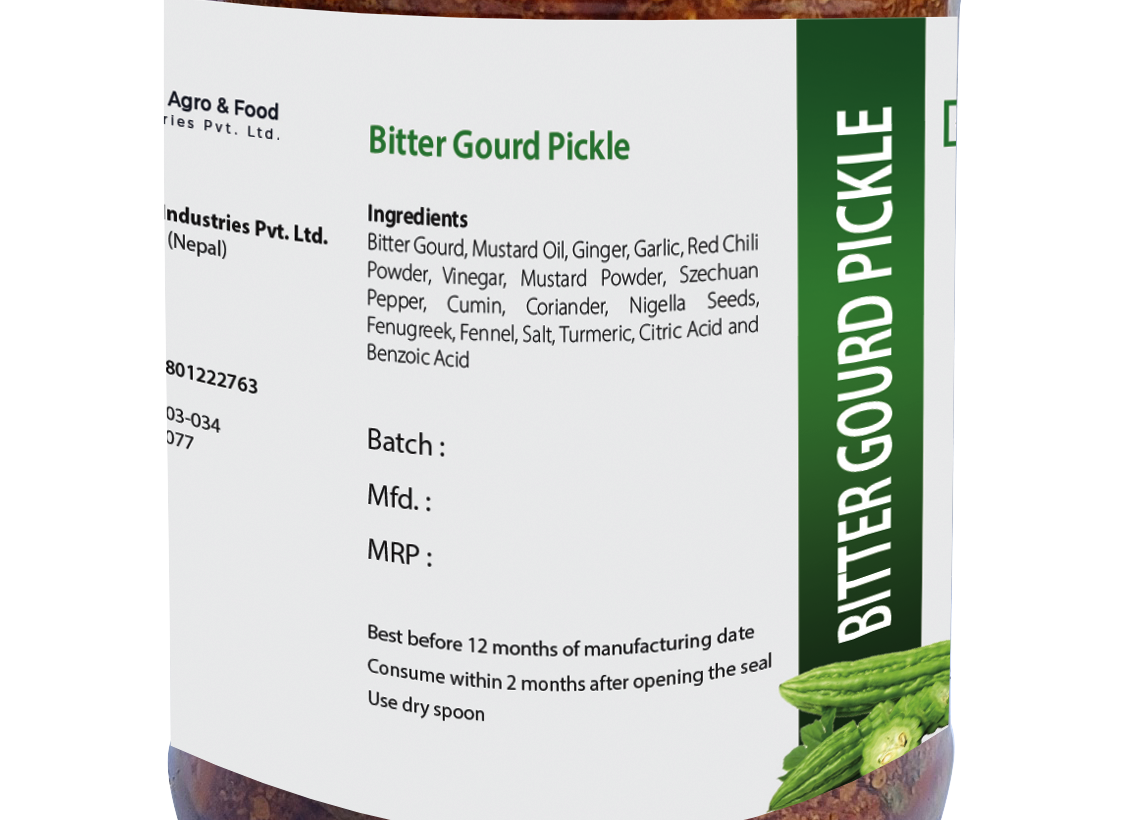 Agro & Food
ries Pvt. Ltd.
Industries Pvt. Ltd.
(Nepal)
801222763
03-034
077
Bitter Gourd Pickle
Ingredients
Bitter Gourd, Mustard Oil, Ginger, Garlic, Red Chili
Powder, Vinegar, Mustard Powder, Szechuan
Pepper, Cumin, Coriander, Nigella Seeds,
Fenugreek, Fennel, Salt, Turmeric, Citric Acid and
Benzoic Acid
Batch :
Mfd. :
MRP :
Best before 12 months of manufacturing date
Consume within 2 months after opening the seal
Use dry spoon
BITTER GOURD PICKLE